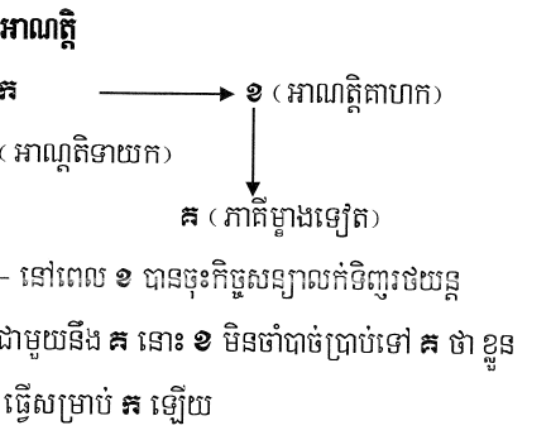 អាណត្តិ
ក ខ (អាណត្តិគាហក)
(អាណ្តតិទាយក)
គ (ភាគីម្ខាងទៀត)
– នៅពេល ខ បានចុះកិច្ចសន្យាលក់ទិញរថយន្ត
ជាមួយនឹង គ នោះ ខ មិនចាំបាច់ប្រាប់ទៅ គ ថា ខ្លួន
ធ្វើសម្រាប់ ក ឡើយ